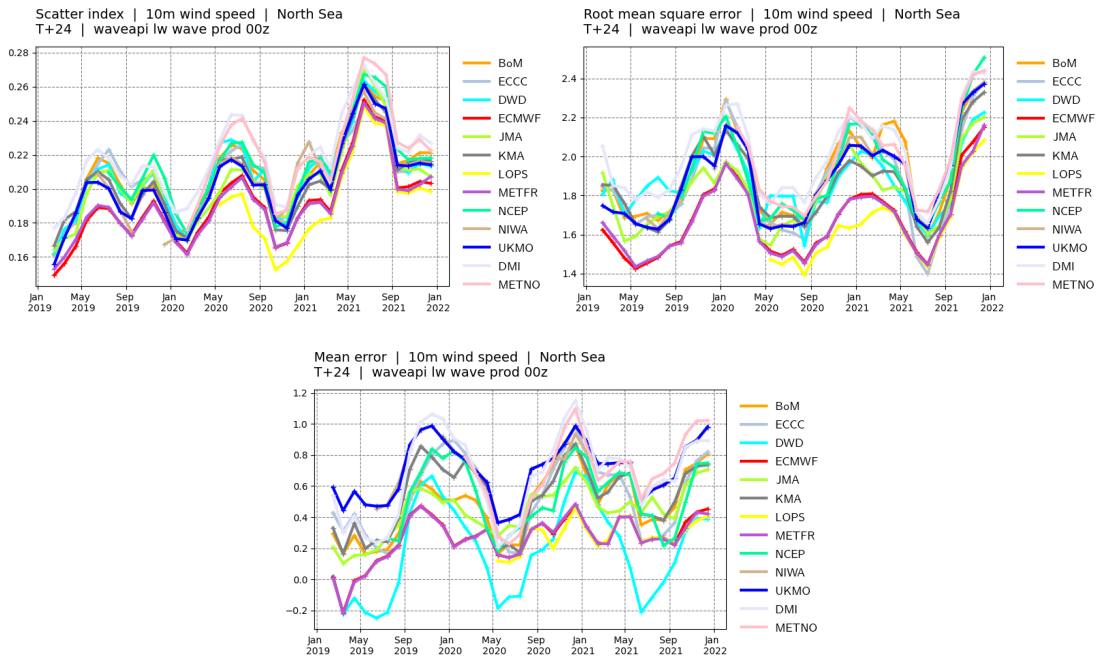 Scatter index | 10m wind speed | North Sea
T+24 | waveapi lw wave prod 00z
0.28
0.26
0.24
0.22
0.20
0.18
0.16
Jan 2019
May 2019
Sep 2019
Jan 2020
May 2020
Sep 2020
Jan 2021
May 2021
Sep 2021
Jan 2022
BoM
ECCC
DWD
ECMWF
JMA
KMA
LOPS
METFR
NCEP
NIWA
UKMO
DMI
METNO
Root mean square error | 10m wind speed | North Sea
T+24 | waveapi lw wave prod 00z
2.4
2.2
2.0
1.8
1.6
1.4
Jan 2019
May 2019
Sep 2019
Jan 2020
May 2020
Sep 2020
Jan 2021
May 2021
Sep 2021
Jan 2022
BoM
ECCC
DWD
ECMWF
JMA
KMA
LOPS
METFR
NCEP
NIWA
UKMO
DMI
METNO
Mean error | 10m wind speed | North Sea
T+24 | waveapi lw wave prod 00z
1.2
1.0
0.8
0.6
0.4
0.2
0.0
−0.2
Jan 2019
May 2019
Sep 2019
Jan 2020
May 2020
Sep 2020
Jan 2021
May 2021
Sep 2021
Jan 2022
BoM
ECCC
DWD
ECMWF
JMA
KMA
LOPS
METFR
NCEP
NIWA
UKMO
DMI
METNO